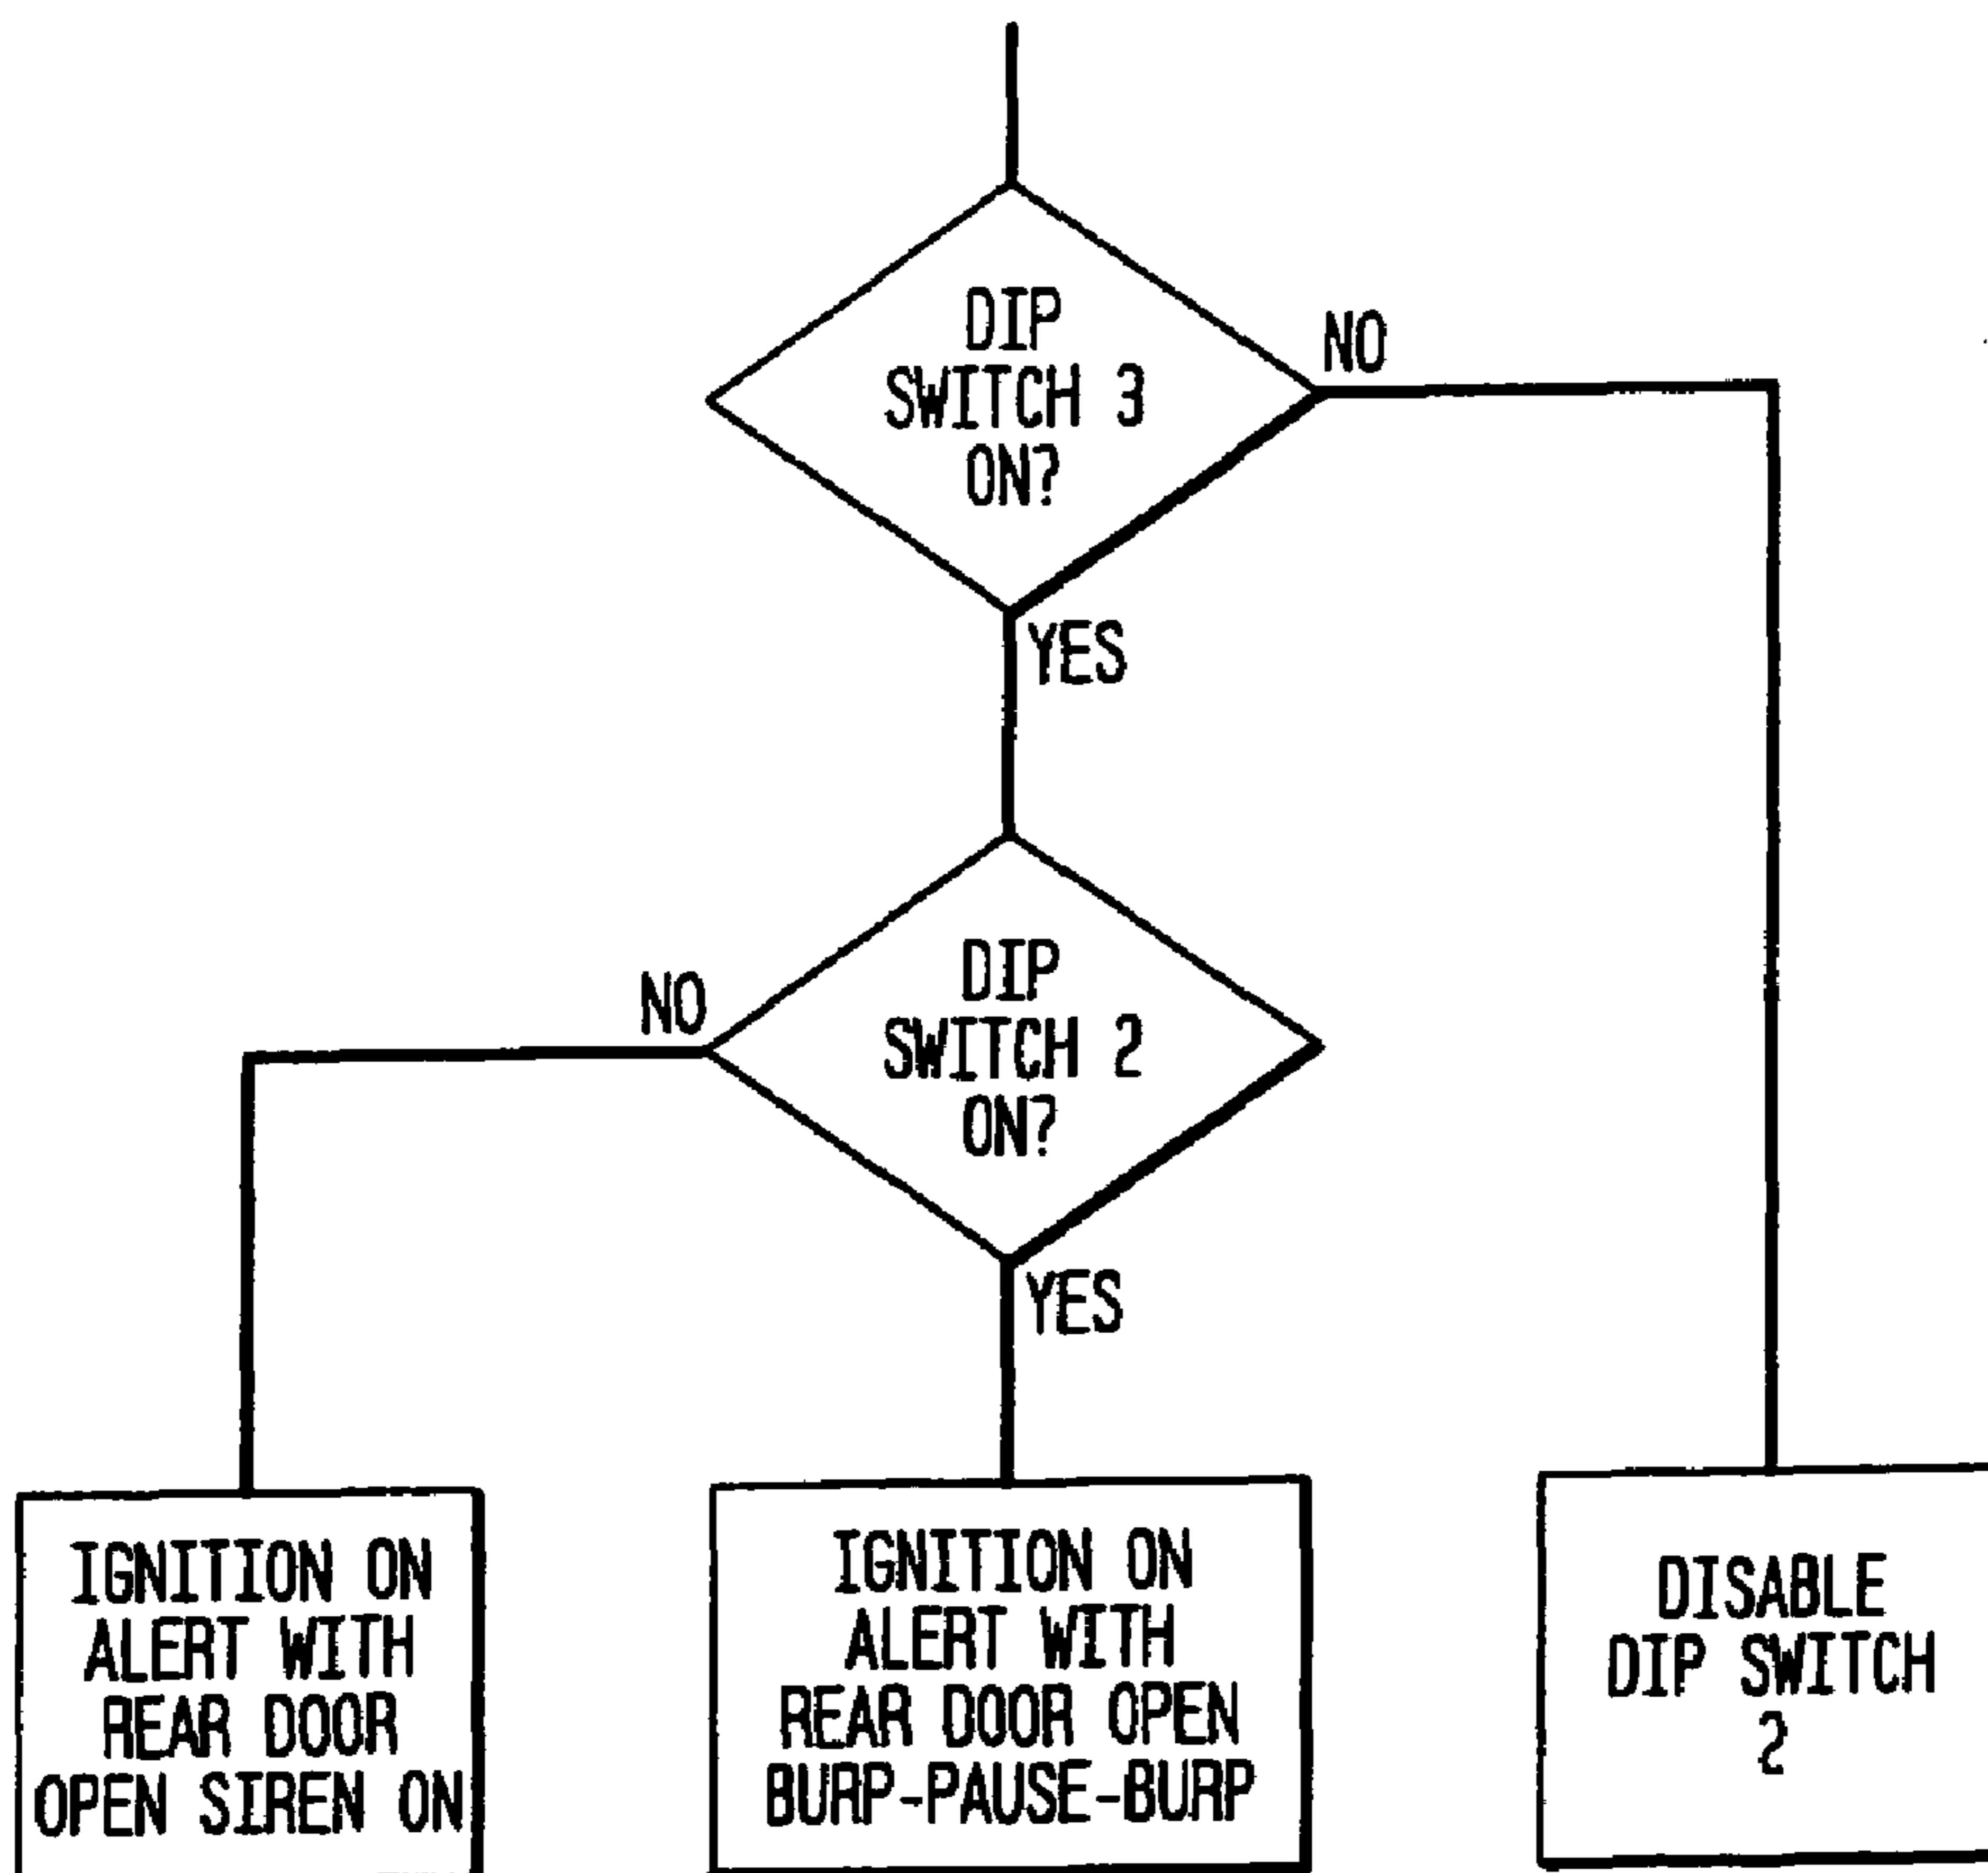 DIP
SWITCH 3
ON?
NO
YES
DIP
SWITCH 2
ON?
NO
YES
IGNITION ON
ALERT WITH
REAR DOOR
OPEN SIREN ON
IGNITION ON
ALERT WITH
REAR DOOR OPEN
BURP-PAUSE-BURP
DISABLE
DIP SWITCH
2